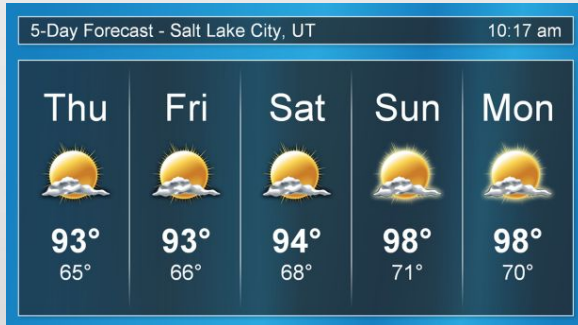 5-Day Forecast - Salt Lake City, UT 10:17 am
Thu Fri Sat Sun Mon
93° 93° 94° 98° 98°
65° 66° 68° 71° 70°